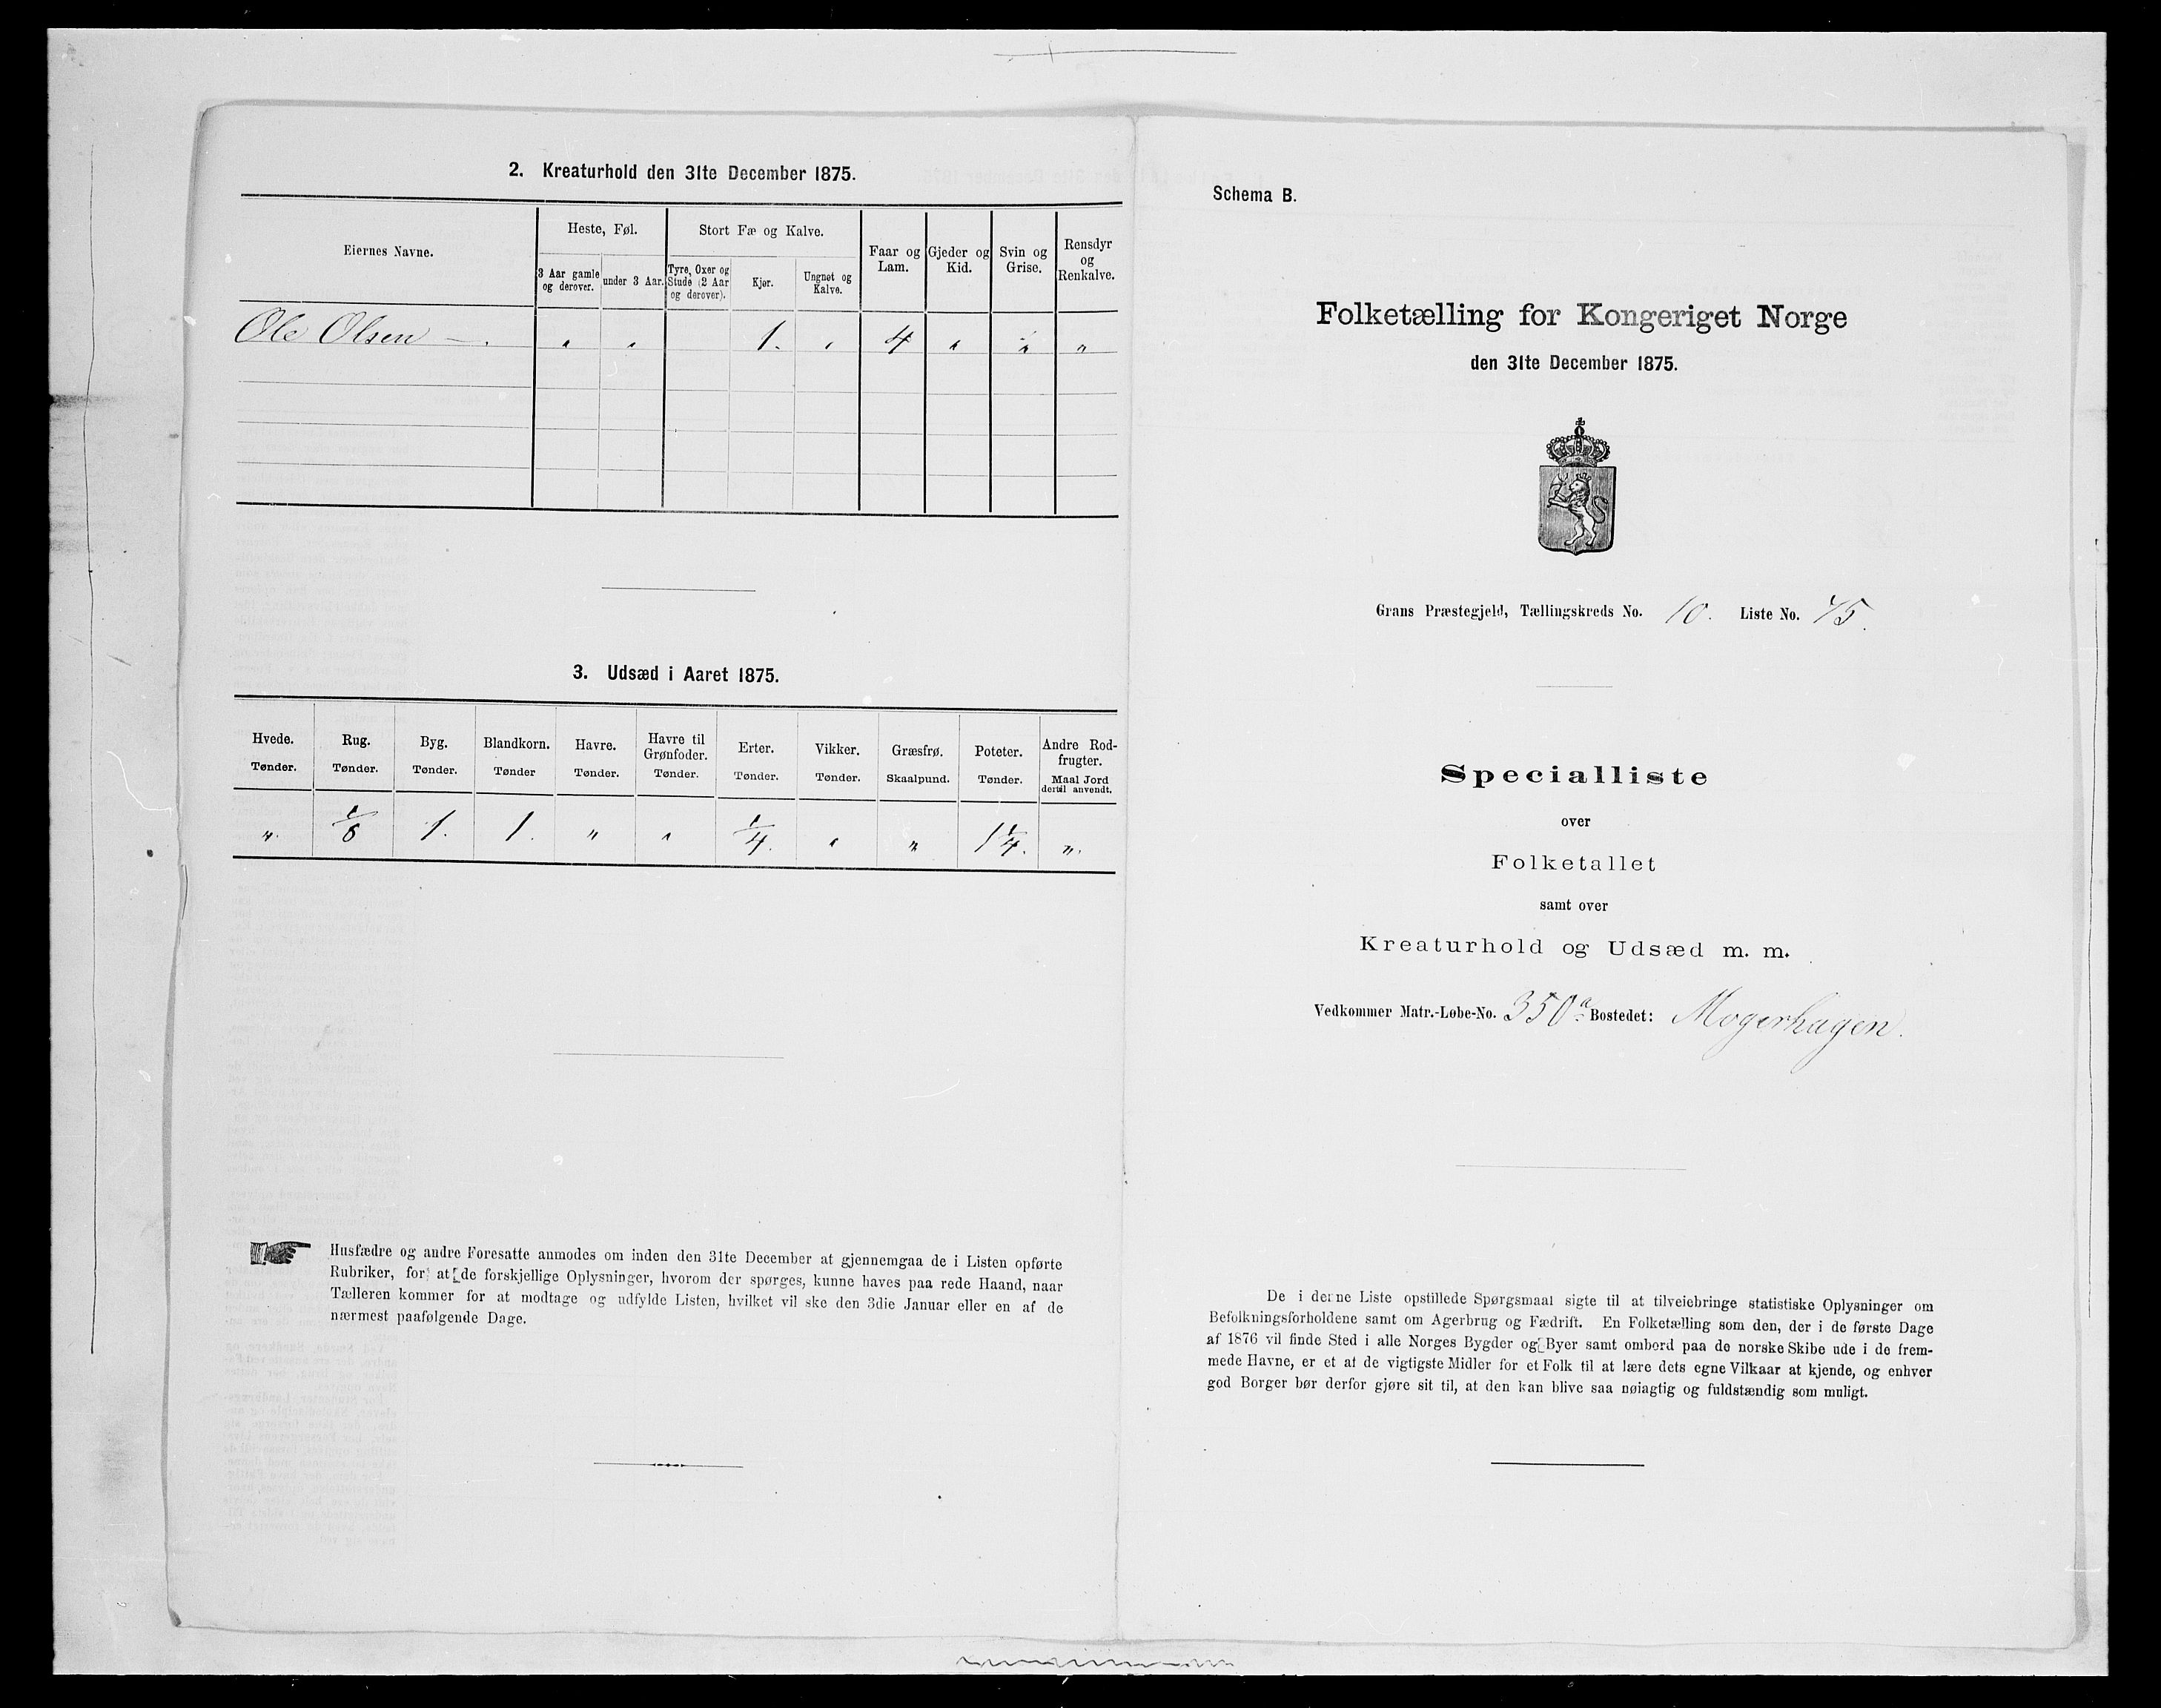 2. Kreaturhold den 31te December 1875.
Eiernes Navne.
Heste, Føl.
Stort Fæ og Kalve.
Faar og Lam.
Gjeder og Kid.
Svin og Grise.
Rensdyr og Renkalve.
3 Aar gamle og derover.
under 3 Aar.
Tyre, Oxer og Stude (2 Aar og derover).
Kjør.
Ungnøt og Kalve.
Ole Olsen — . " " 1. " 4 " " "
3. Udsæd i Aaret 1875.
Hvede. Rug. Byg. Blandkorn. Havre. Havre til Grønfoder. Erter. Vikker. Græsfrø. Poteter. Andre Rodfrugter.
Tønder. Tønder. Tønder. Tønder Tønder. Tønder. Tønder. Tønder. Skaalpund. Tønder. Maal Jord dertil anvendt.
". 1/8 1. 1. " " 1/4. " " 1 1/4. ".
Husfædre og andre Foresatte anmodes om inden den 31te December at gjennemgaa de i Listen opførte
Rubriker, for at de forskjellige Oplysninger, hvorom der spørges, kunne haves paa rede Haand, naar
Tælleren kommer for at modtage og udfylde Listen, hvilket vil ske den 3die Januar eller en af de
nærmest paafølgende Dage.
Schema B.
Folketælling for Kongeriget Norge
den 31te December 1875.
Grans Præstegjeld, Tællingskreds No. 10. Liste No. 45.
Specialliste
over
Folketallet
samt over
Kreaturhold og Udsæd m. m.
Vedkommer Matr.-Løbe-No. 350a Bostedet: Mogerhagen.
De i denne Liste opstillede Spørgsmaal sigte til at tilveiebringe statistiske Oplysninger om
Befolkningsforholdene samt om Agerbrug og Fædrift. En Folketælling som den, der i de første Dage
af 1876 vil finde Sted i alle Norges Bygder og Byer samt ombord paa de norske Skibe ude i de frem-
mede Havne, er et af de vigtigste Midler for et Folk til at lære dets egne Vilkaar at kjende, og enhver
god Borger bør derfor gjøre sit til, at den kan blive saa nøiagtig og fuldstændig som muligt.